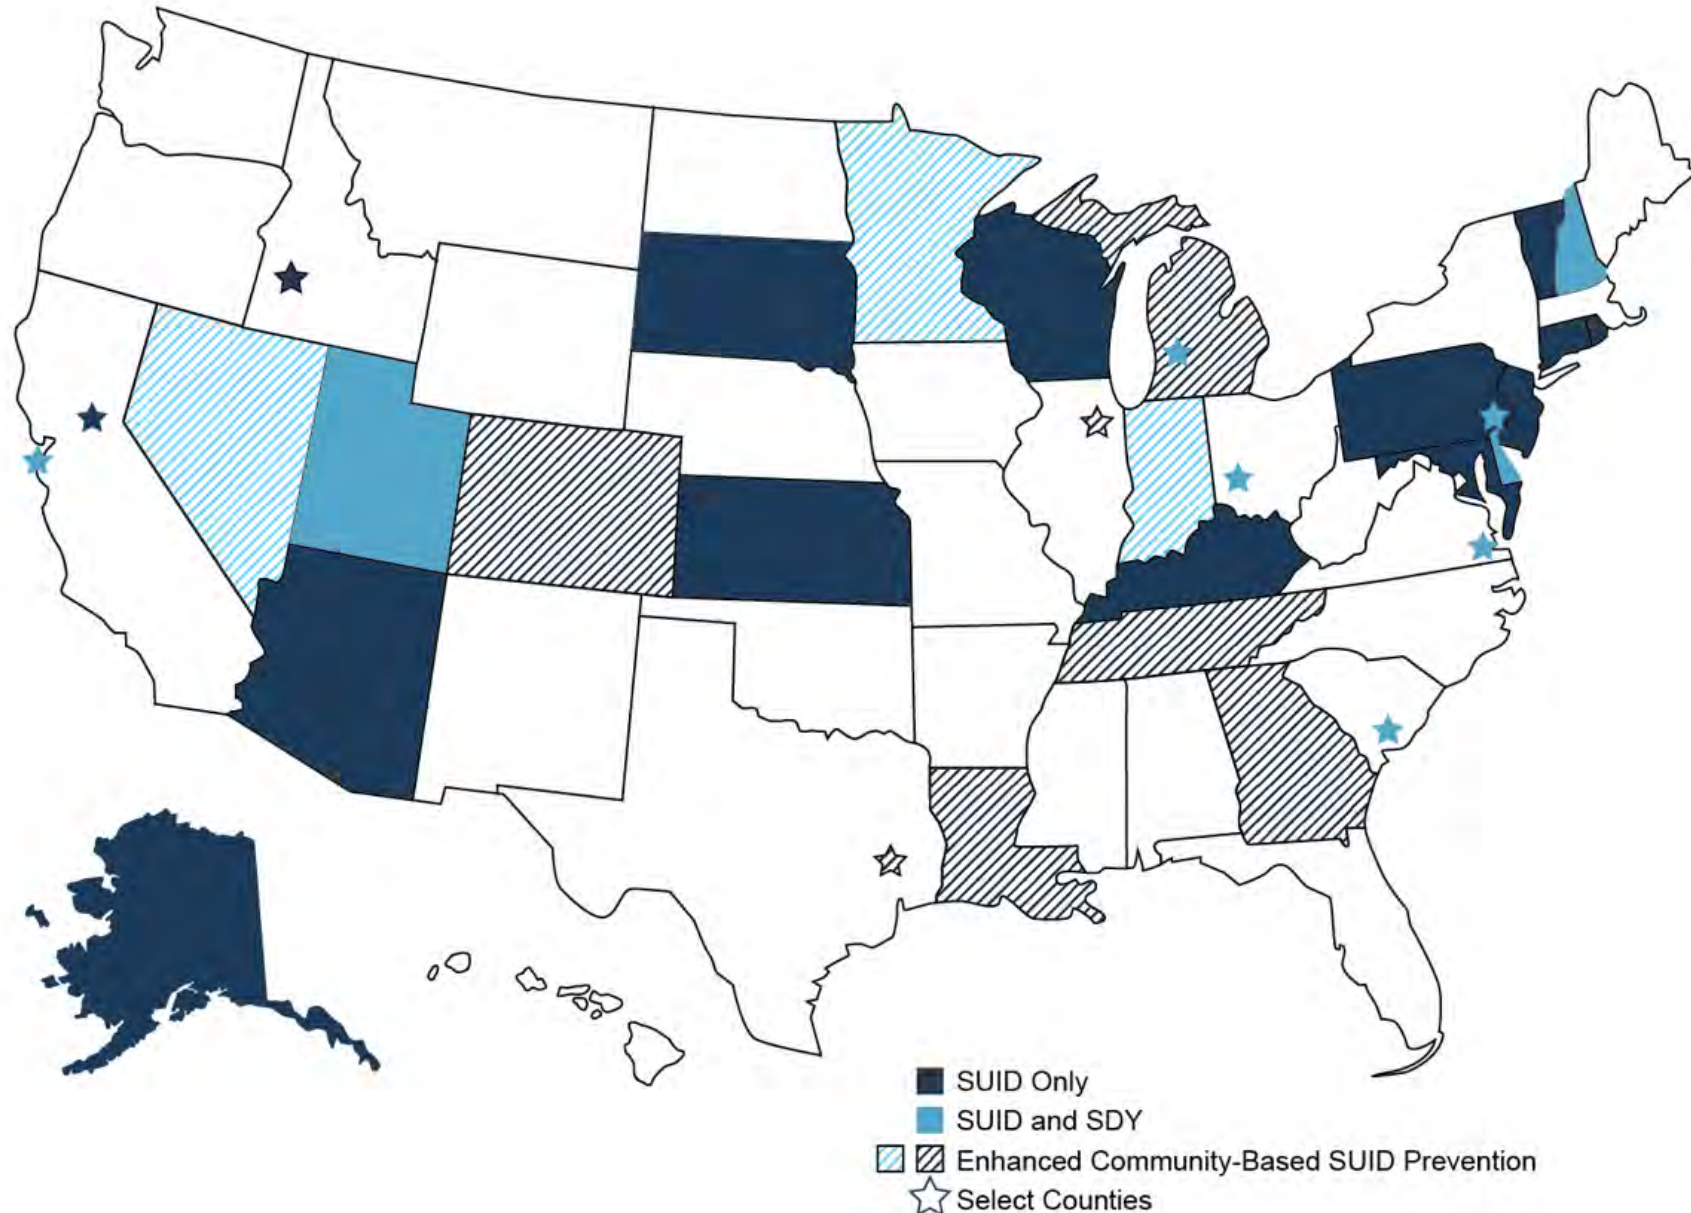 SUID Only
SUID and SDY
Enhanced Community-Based SUID Prevention
Select Counties